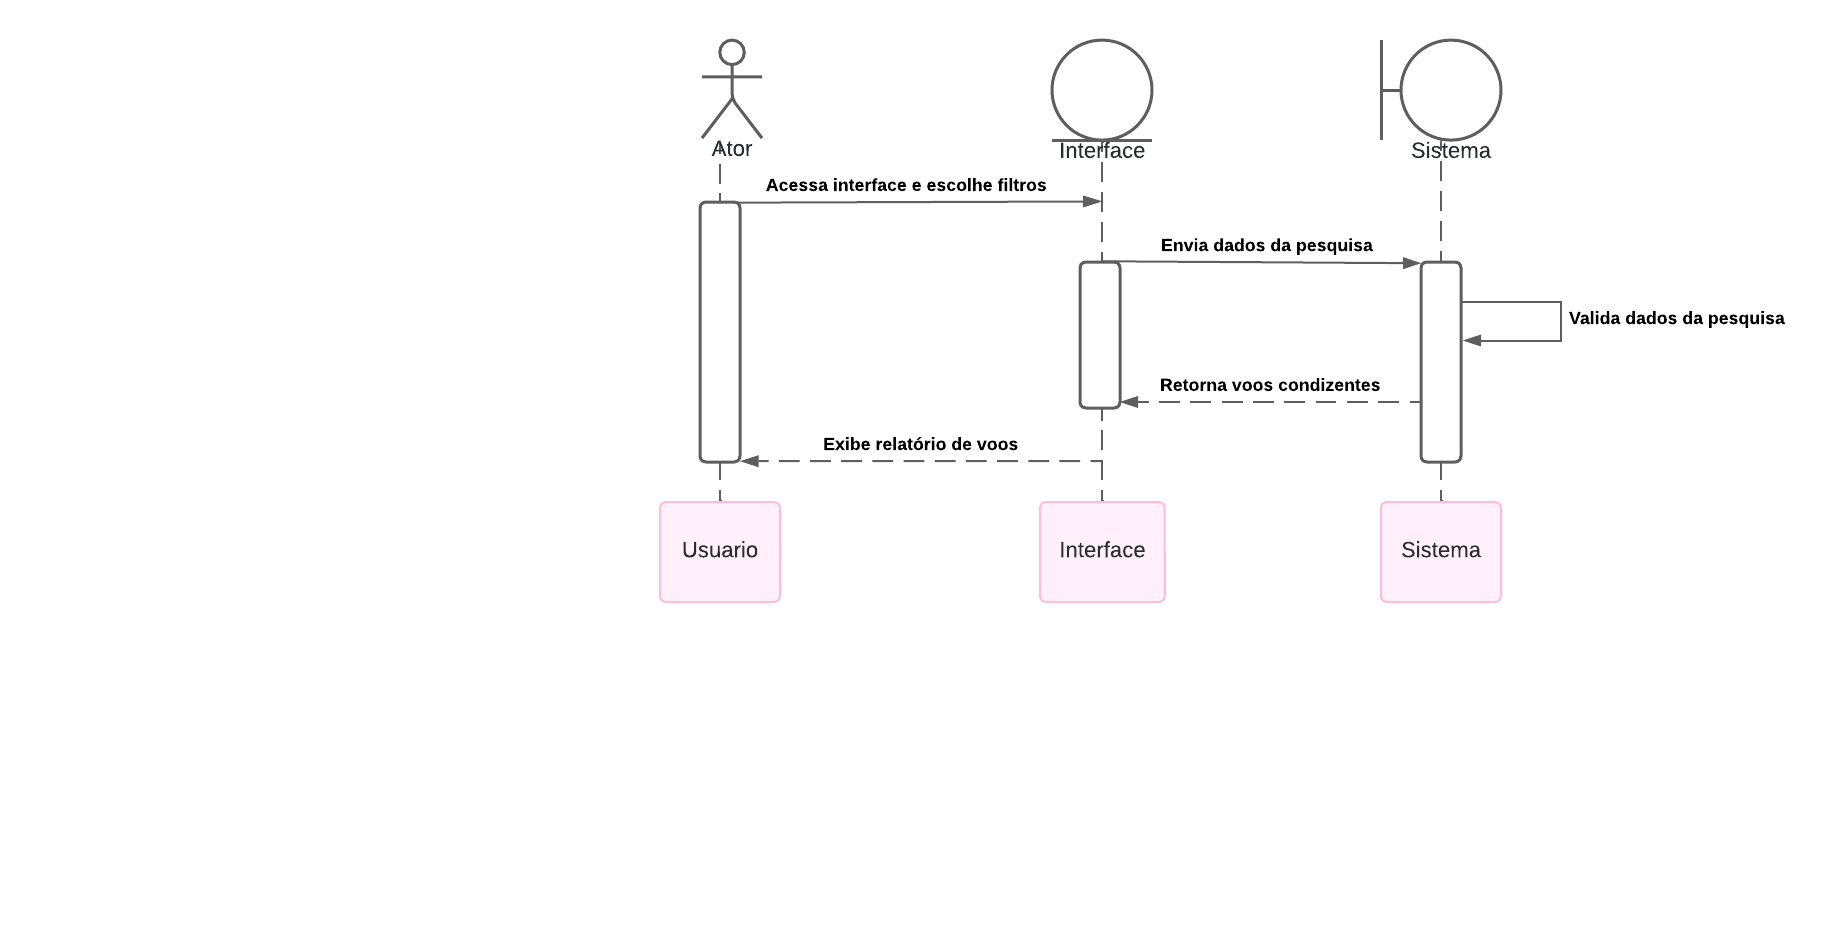 Ator
Interface
Sistema
Acessa interface e escolhe filtros
Envia dados da pesquisa
Valida dados da pesquisa
Retorna voos condizentes
Exibe relatório de voos
Usuario
Interface
Sistema